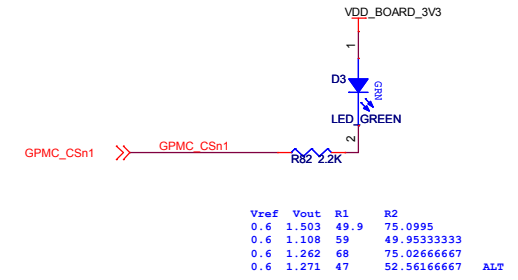 VDD_BOARD_3V3
1
D3
GRN
LED_GREEN
2
GPMC_CSn1
GPMC_CSn1
R82 2.2K
Vref Vout R1 R2
0.6 1.503 49.9 75.0995
0.6 1.108 59 49.95333333
0.6 1.262 68 75.02666667
0.6 1.271 47 52.56166667 ALT